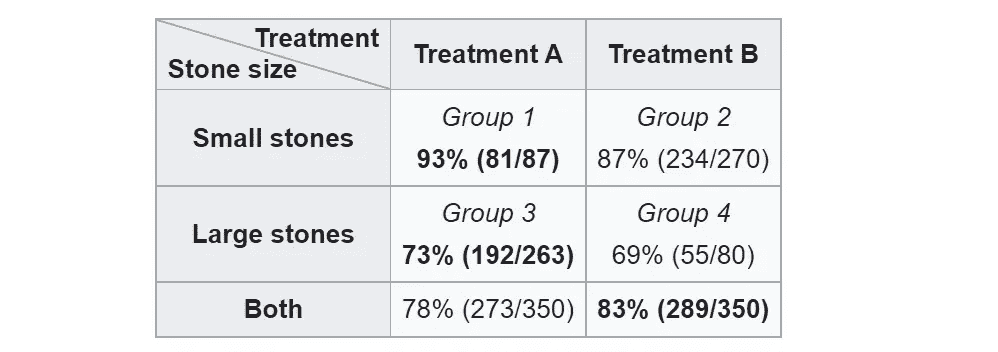 Treatment
Stone size
Treatment A
Treatment B
Small stones
Group 1
93% (81/87)
Group 2
87% (234/270)
Large stones
Group 3
73% (192/263)
Group 4
69% (55/80)
Both
78% (273/350)
83% (289/350)